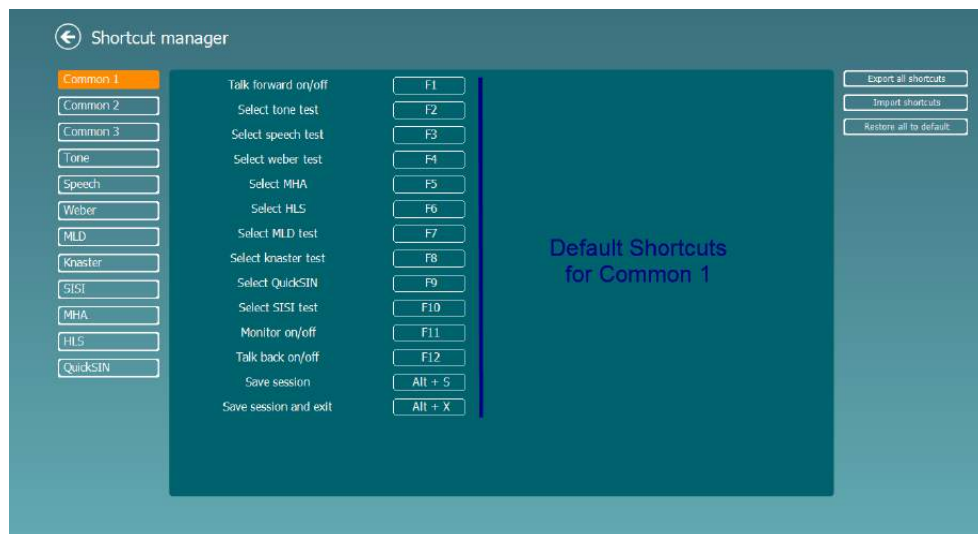 Shortcut manager
Common 1
Common 2
Common 3
Tone
Speech
Weber
MLD
Knaster
SISI
MHA
HLS
QuickSIN
Talk forward on/off F1
Select tone test F2
Select speech test F3
Select weber test F4
Select MHA F5
Select HLS F6
Select MLD test F7
Select knaster test F8
Select QuickSIN F9
Select SISI test F10
Monitor on/off F11
Talk back on/off F12
Save session Alt + S
Save session and exit Alt + X
Default Shortcuts
for Common 1
Export all shortcuts
Import shortcuts
Restore all to default